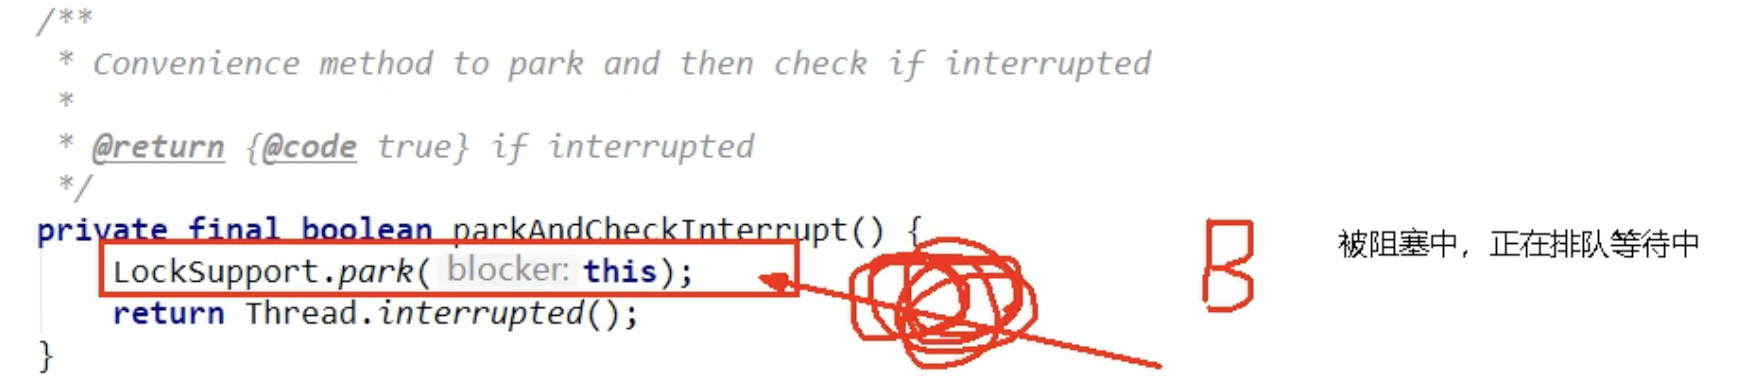 /**
* Convenience method to park and then check if interrupted
*
* @return {@code true} if interrupted
*/
private final boolean parkAndCheckInterrupt() {
LockSupport.park( blocker: this);
return Thread.interrupted();
}
B
被阻塞中，正在排队等待中